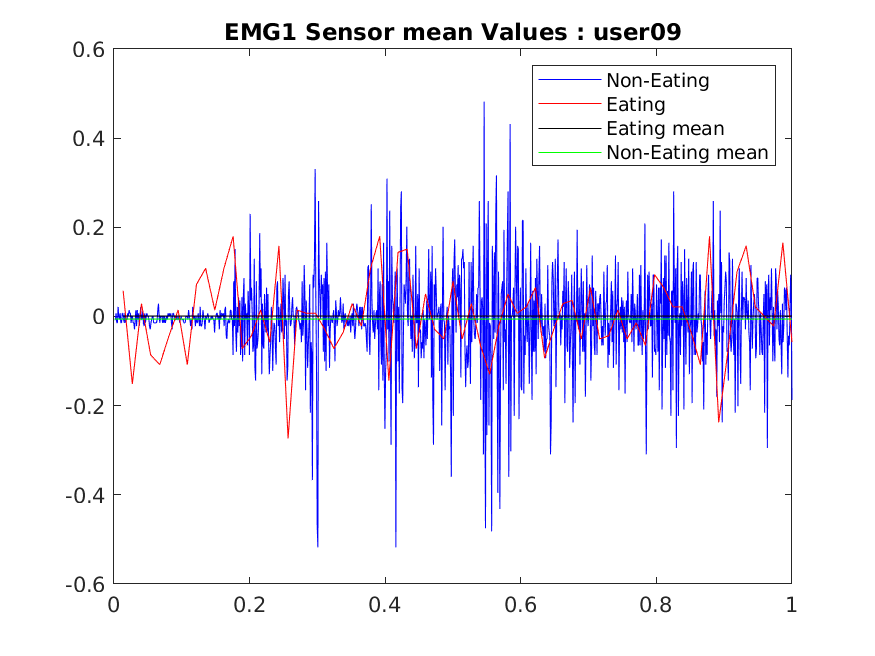 EMG1 Sensor mean Values : user09
0.6
0.4
0.2
0
-0.2
-0.4
-0.6
Non-Eating
Eating
Eating mean
Non-Eating mean
0 0.2 0.4 0.6 0.8 1